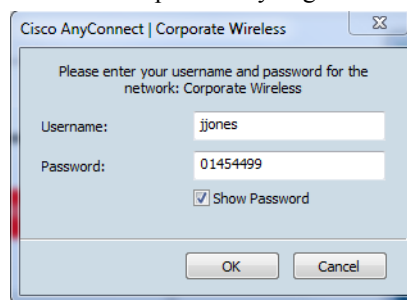 Cisco AnyConnect | Corporate Wireless
Please enter your username and password for the
network: Corporate Wireless
Username: jjones
Password: 01454499
Show Password
OK Cancel